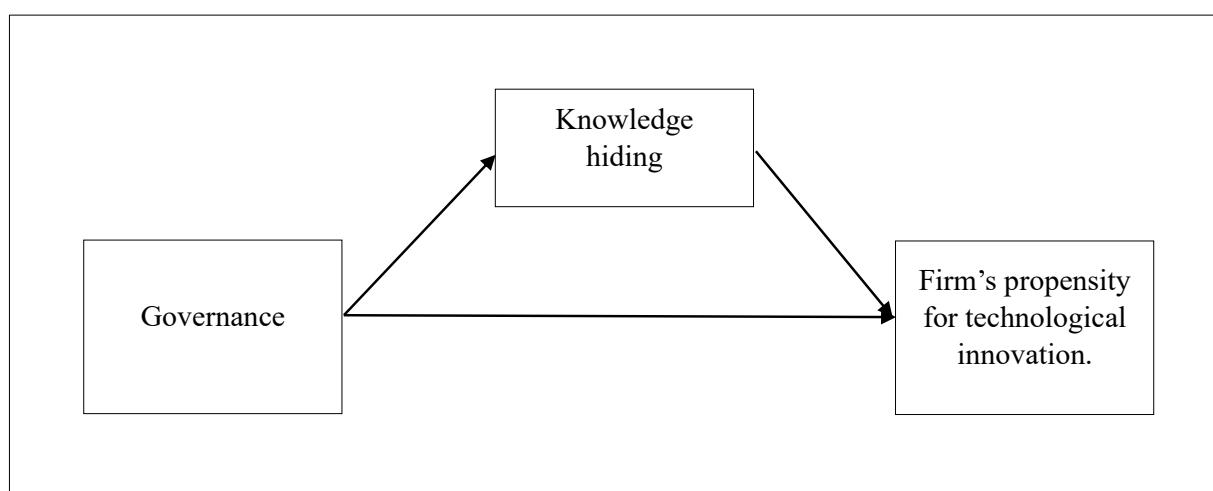 Knowledge
hiding
Governance
Firm’s propensity
for technological
innovation.